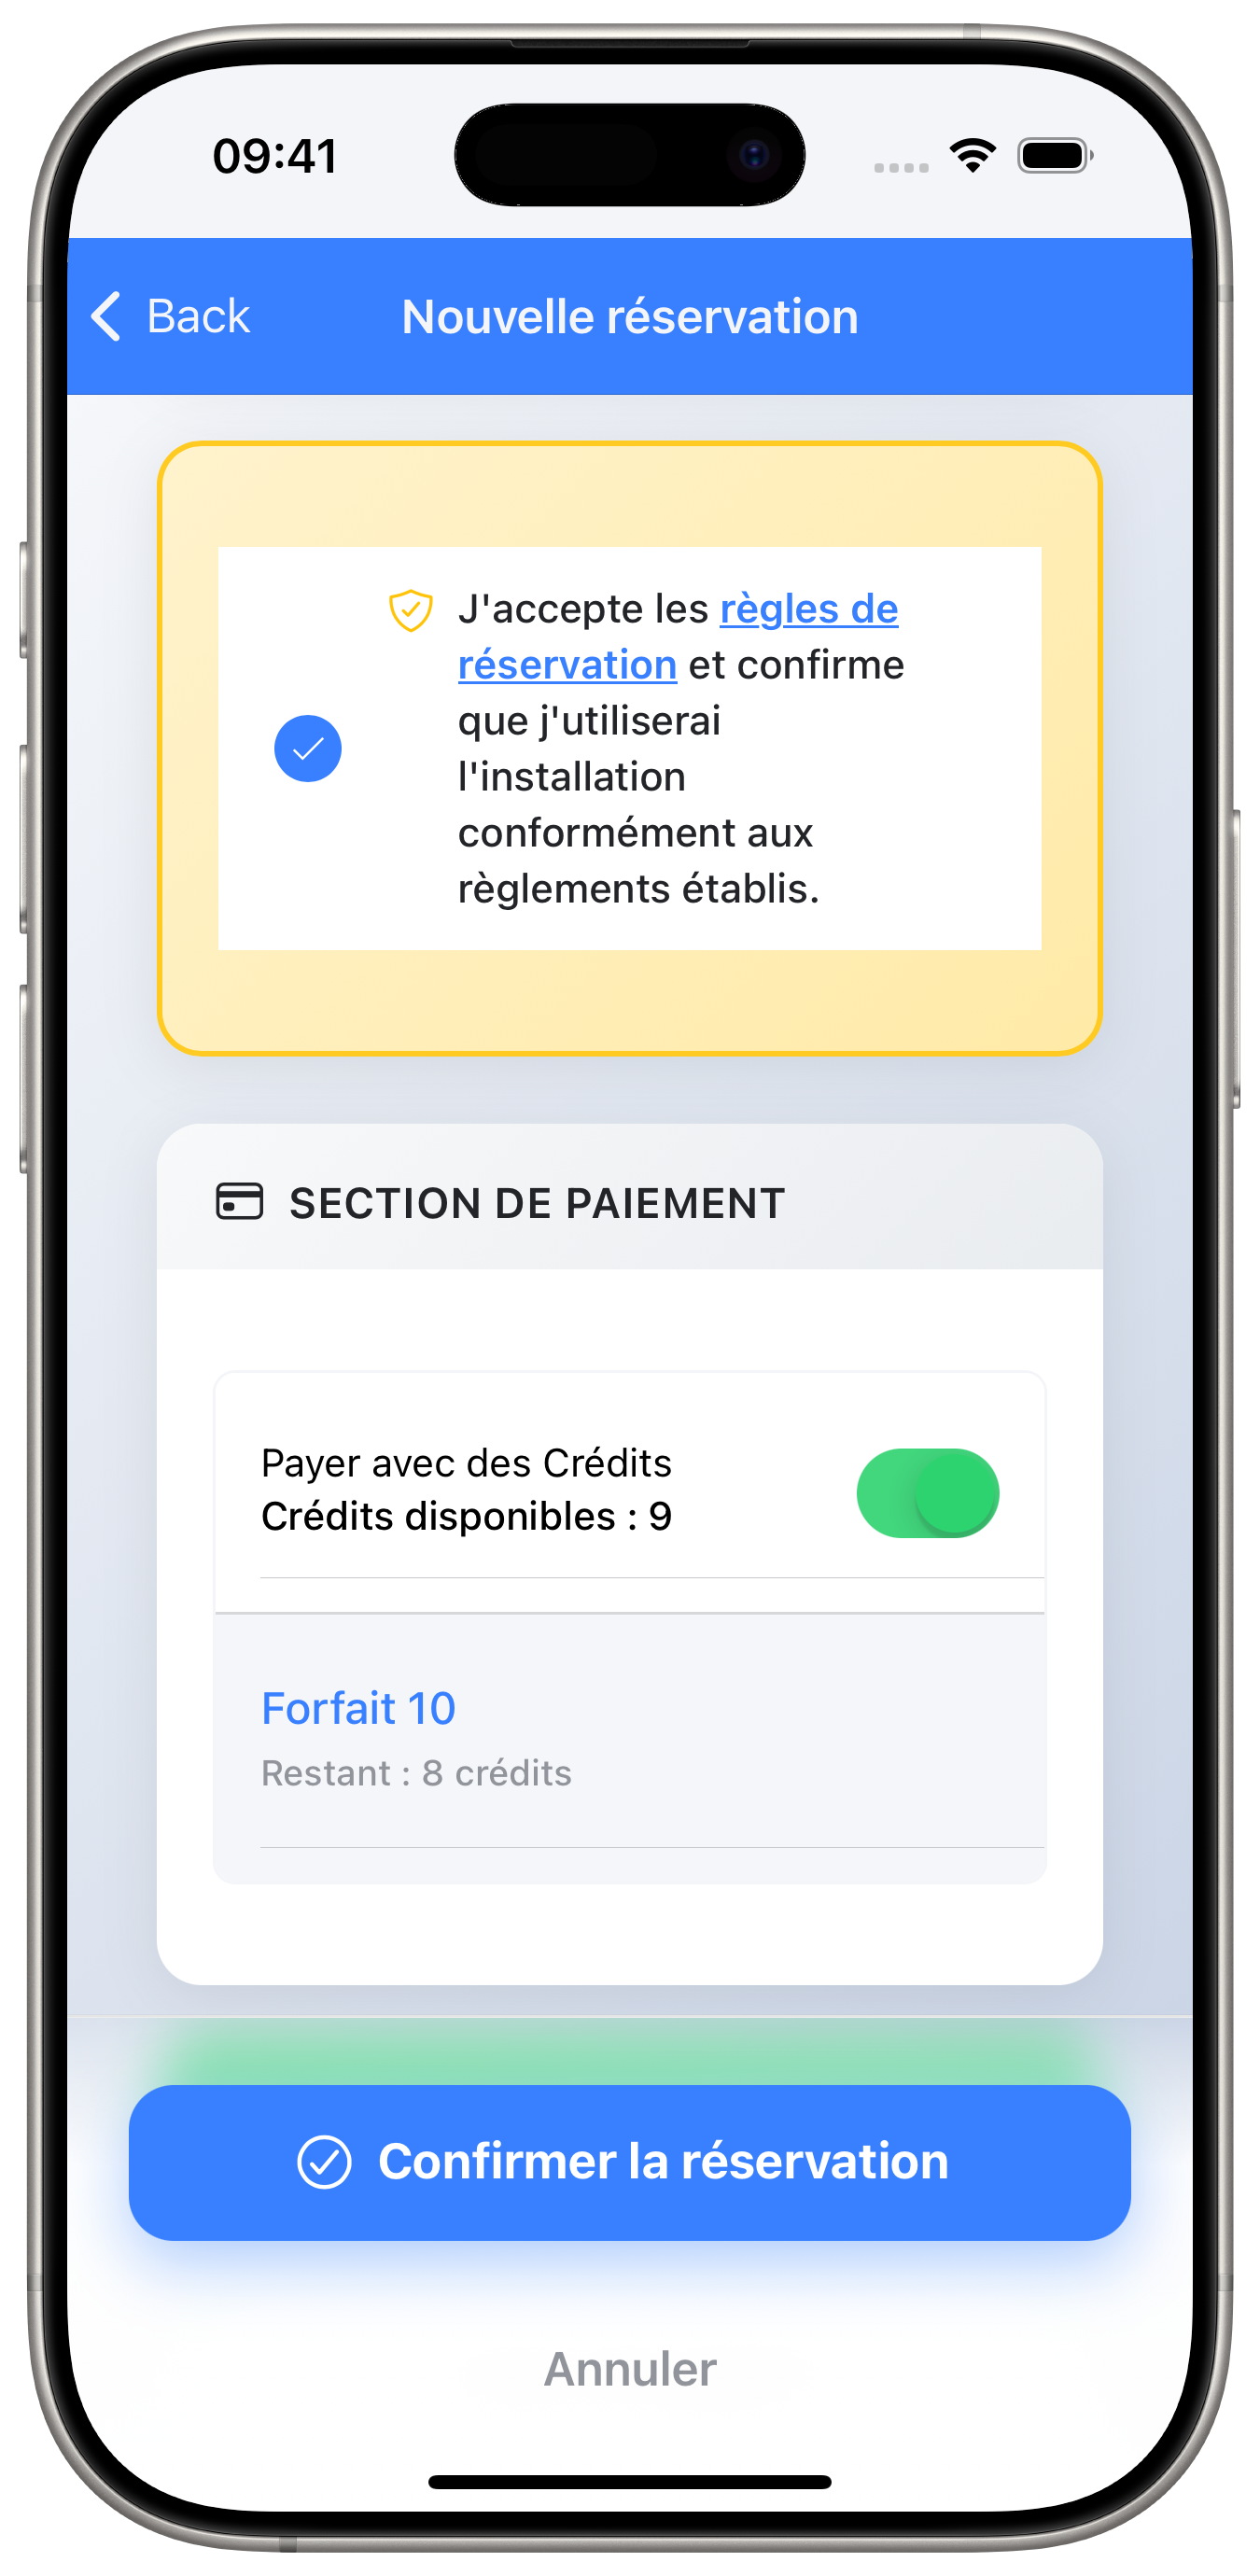 09:41
Back
Nouvelle réservation
J'accepte les règles de
réservation et confirme
que j'utiliserai
l'installation
conformément aux
règlements établis.
SECTION DE PAIEMENT
Payer avec des Crédits
Crédits disponibles : 9
Forfait 10
Restant : 8 crédits
Confirmer la réservation
Annuler